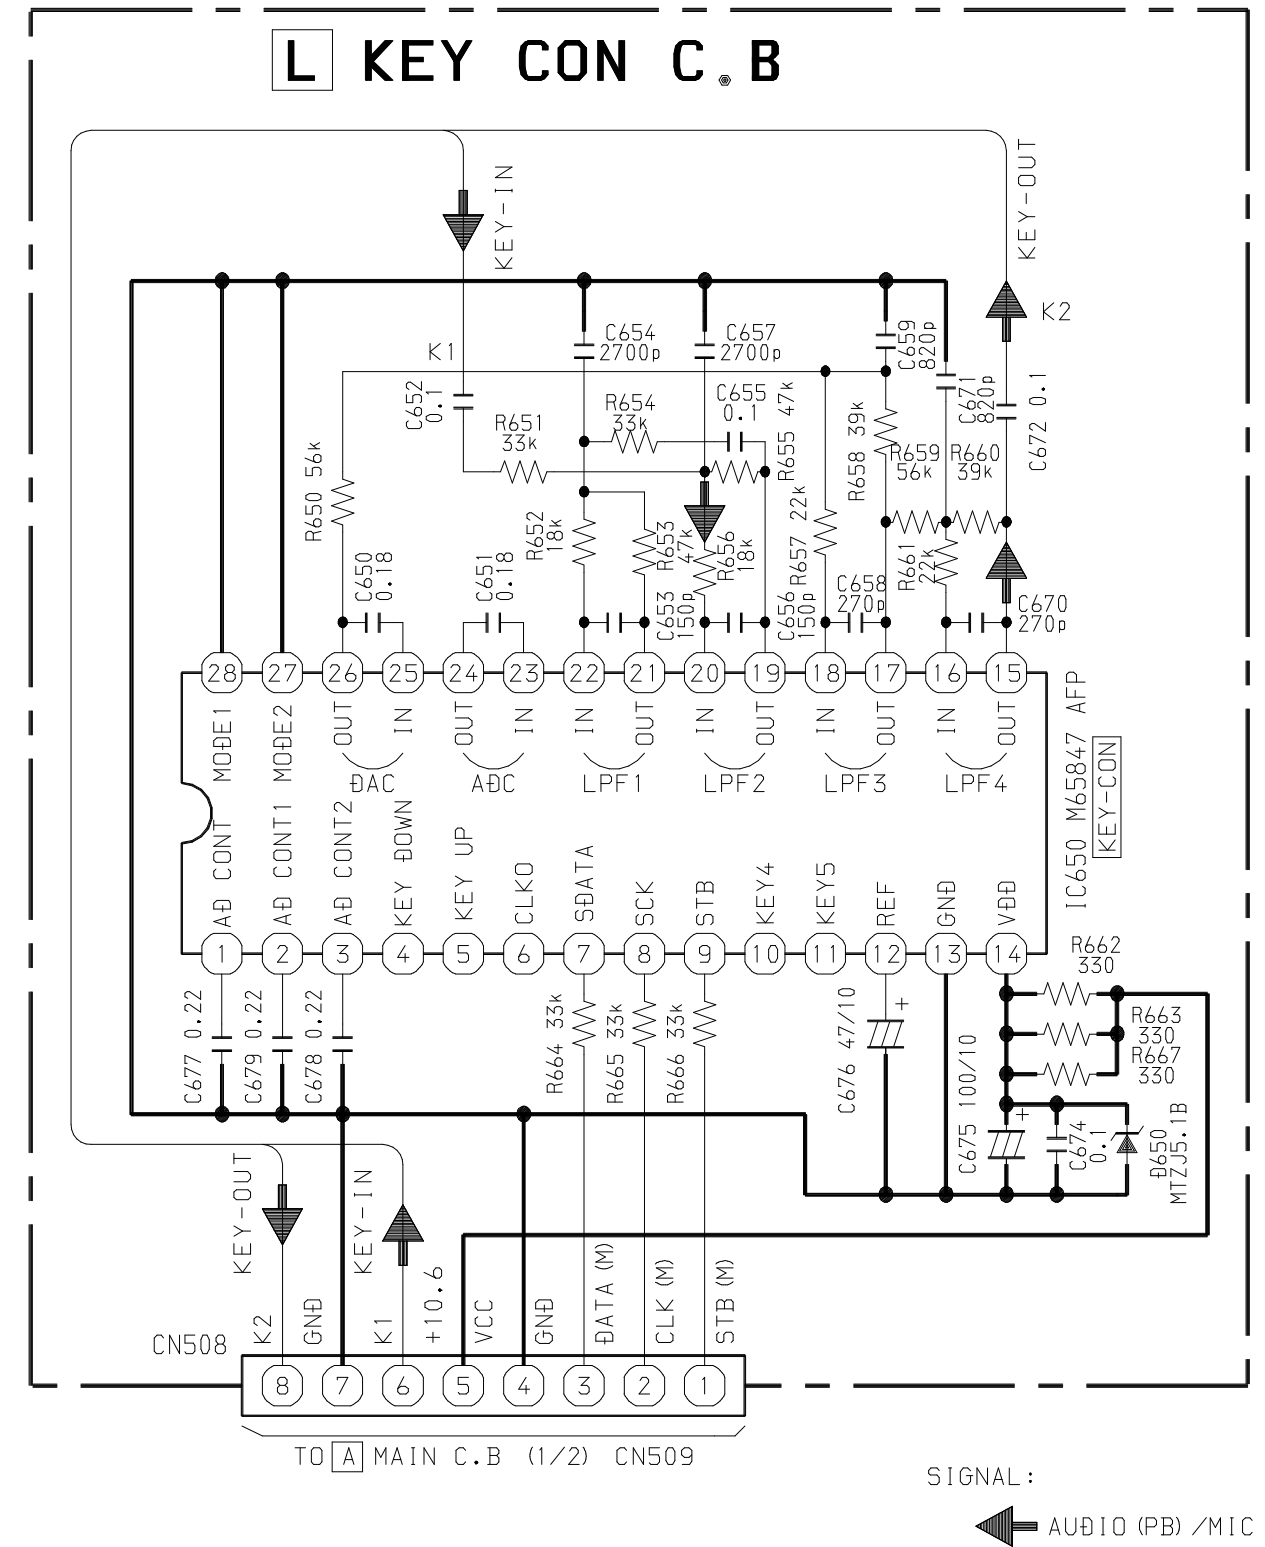 L KEY CON C.B
KEY-IN
KEY-OUT
K2
K1
C654
2700p
C657
2700p
C659
820p
C671
820p
C672 0.1
C652
0.1
R651
33k
R654
33k
C655
0.1
R655 47k
R658 39k
R659
56k
R660
39k
R650 56k
R652
18k
R653
47k
R656
18k
R657 22k
R661
22k
C650
0.18
C651
0.18
C653
150p
C656
150p
C658
270p
C670
270p
28 27 26 25 24 23 22 21 20 19 18 17 16 15
MODE1
MODE2
OUT
IN
OUT
IN
IN
OUT
IN
OUT
IN
OUT
IN
OUT
DAC
ADC
LPF1
LPF2
LPF3
LPF4
IC650 M65847 AFP
KEY-CON
AD CONT
AD CONT1
AD CONT2
KEY DOWN
KEY UP
CLKO
SDATA
SCK
STB
KEY4
KEY5
REF
GND
VDD
1 2 3 4 5 6 7 8 9 10 11 12 13 14
C677 0.22
C679 0.22
C678 0.22
R664 33k
R665 33k
R666 33k
C676 47/10
+
R662
330
R663
330
R667
330
C675 100/10
+
C674
0.1
D650
MTZJ5.1B
KEY-OUT
KEY-IN
K2
GND
K1
+10.6
VCC
GND
DATA (M)
CLK (M)
STB (M)
CN508
8 7 6 5 4 3 2 1
TO A MAIN C.B (1/2) CN509
SIGNAL:
AUDIO (PB) /MIC